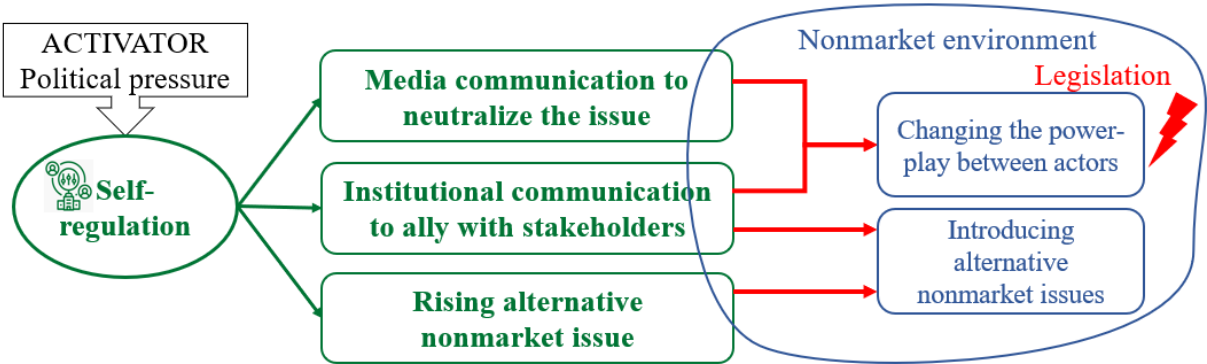 ACTIVATOR
Political pressure
Self-
regulation
Media communication to
neutralize the issue
Institutional communication
to ally with stakeholders
Rising alternative
nonmarket issue
Nonmarket environment
Legislation
Changing the power-
play between actors
Introducing
alternative
nonmarket issues